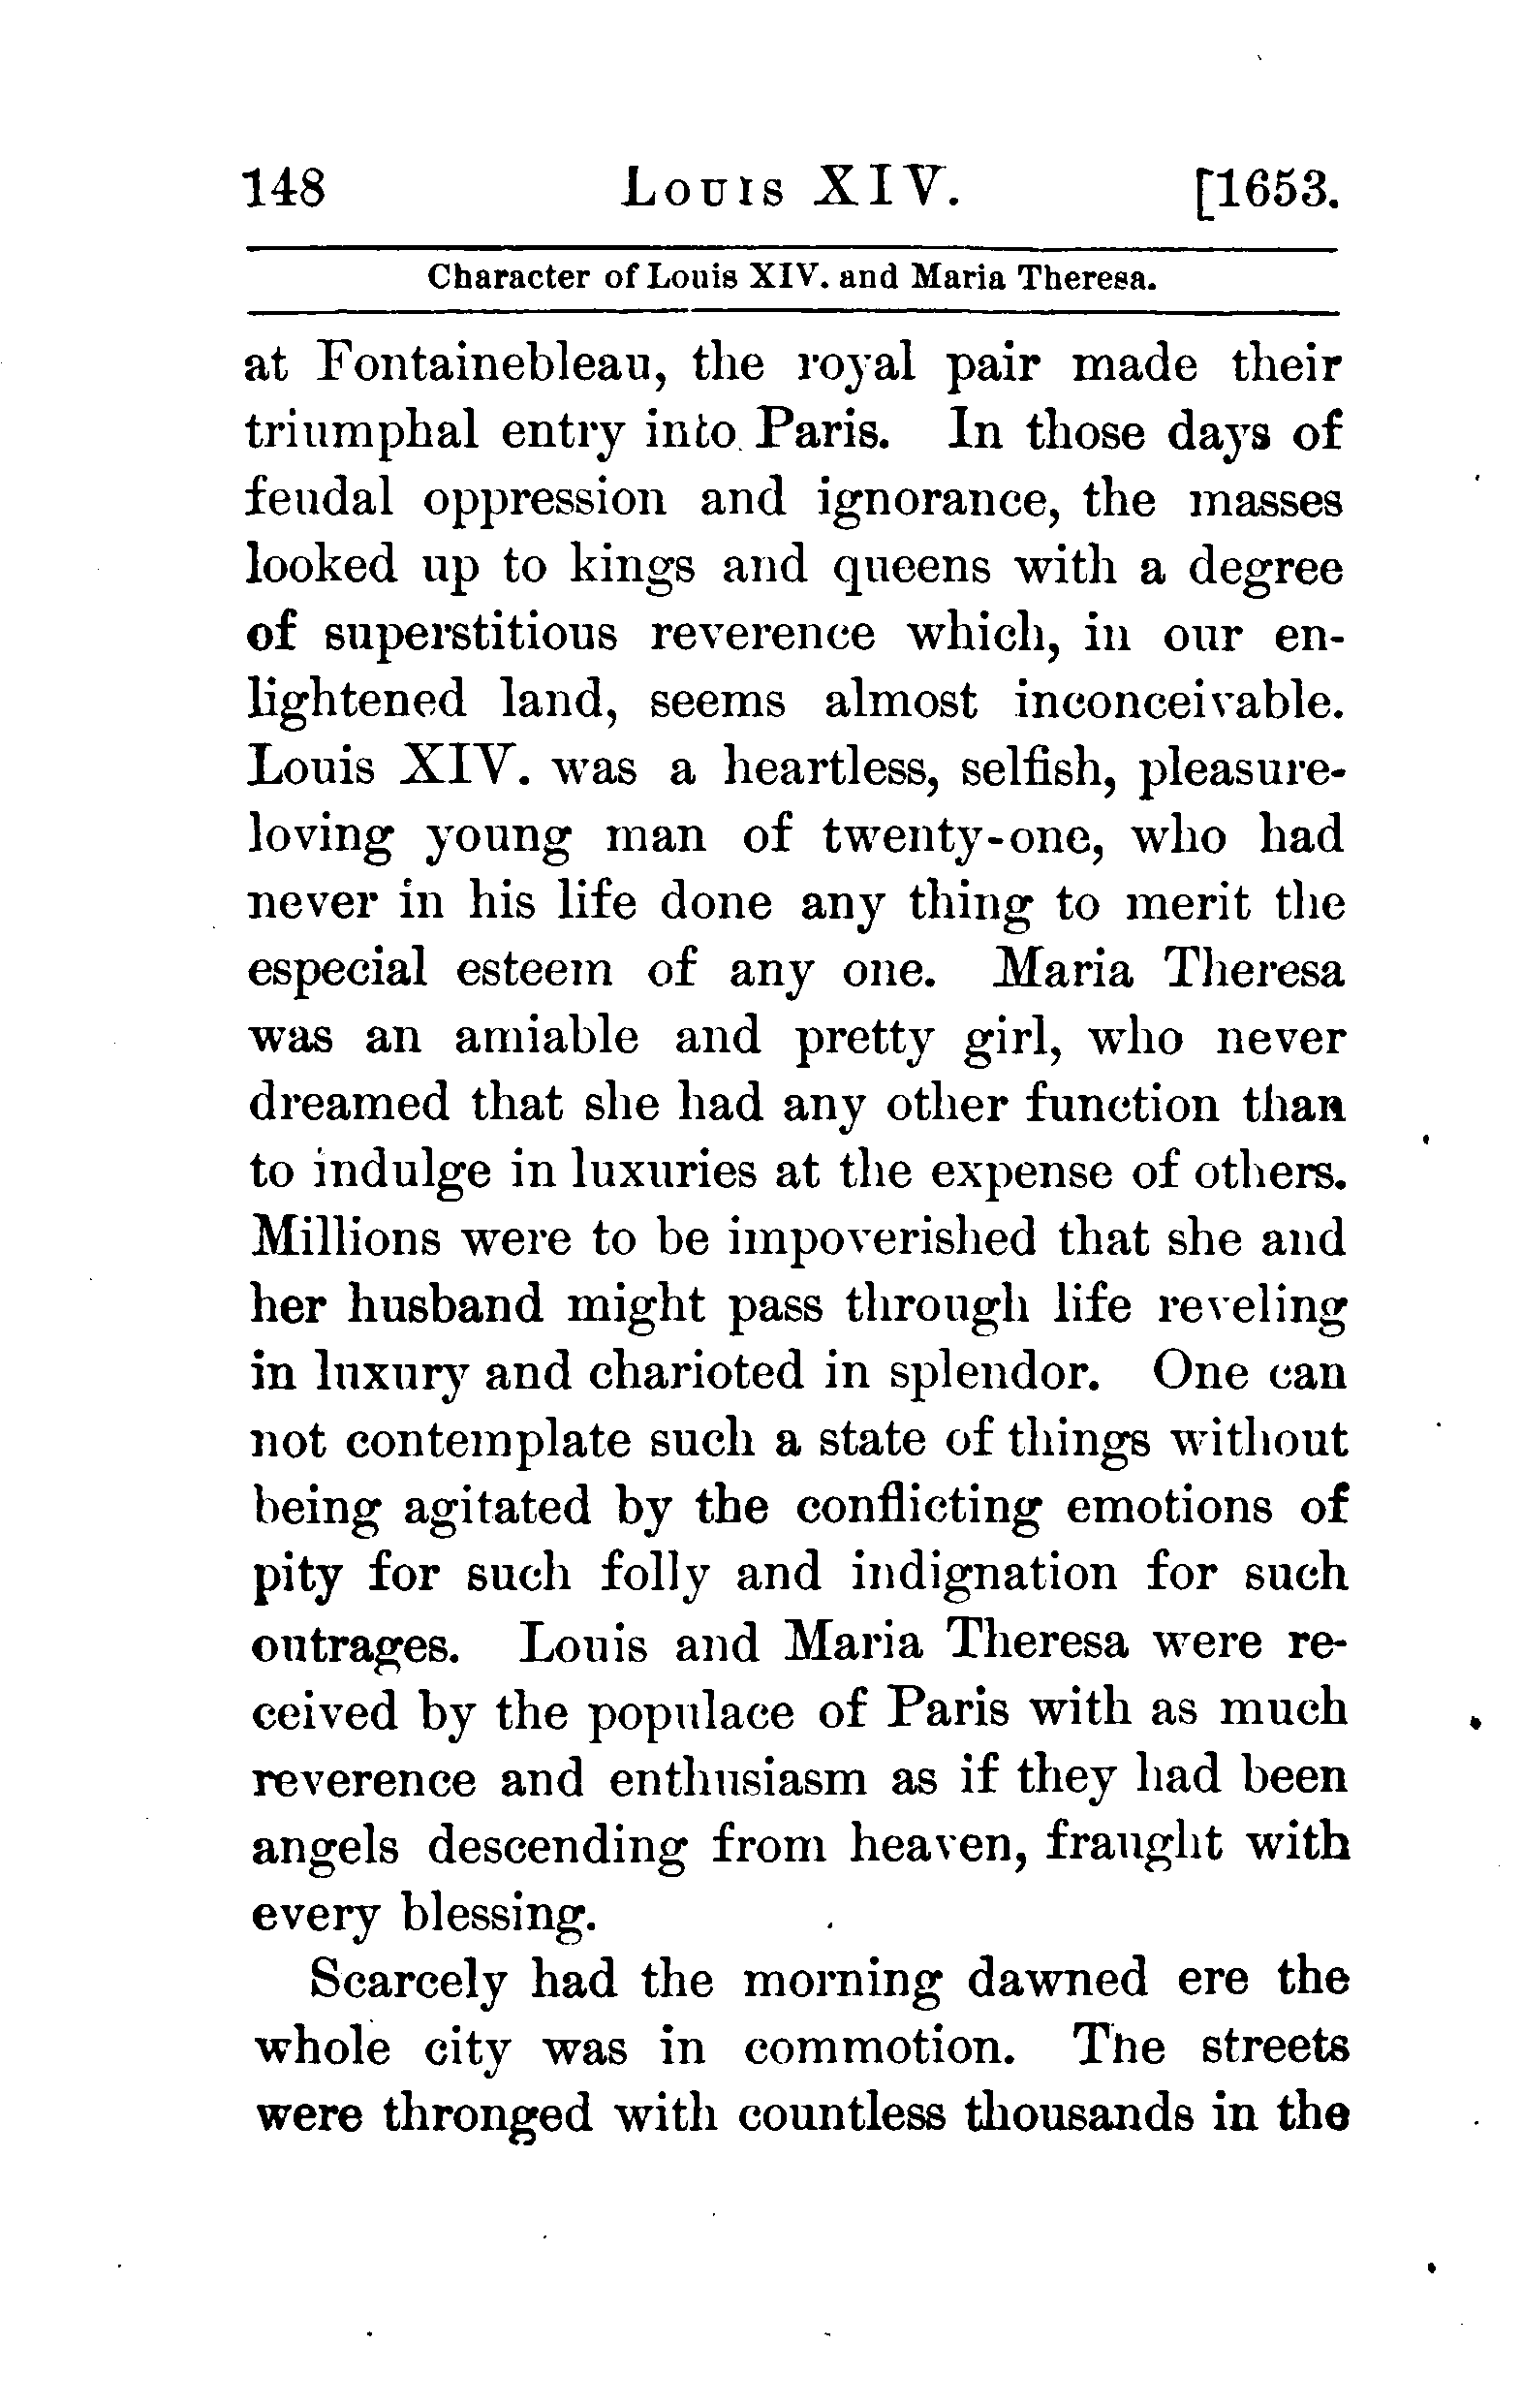 148 Louis XIV. [1653.
Character of Louis XIV. and Maria Theresa.
at Fontainebleau, the royal pair made their
triumphal entry into Paris. In those days of
feudal oppression and ignorance, the masses
looked up to kings and queens with a degree
of superstitious reverence which, in our en-
lightened land, seems almost inconceivable.
Louis XIV. was a heartless, selfish, pleasure-
loving young man of twenty-one, who had
never in his life done any thing to merit the
especial esteem of any one. Maria Theresa
was an amiable and pretty girl, who never
dreamed that she had any other function than
to indulge in luxuries at the expense of others.
Millions were to be impoverished that she and
her husband might pass through life reveling
in luxury and charioted in splendor. One can
not contemplate such a state of things without
being agitated by the conflicting emotions of
pity for such folly and indignation for such
outrages. Louis and Maria Theresa were re-
ceived by the populace of Paris with as much
reverence and enthusiasm as if they had been
angels descending from heaven, fraught with
every blessing.
Scarcely had the morning dawned ere the
whole city was in commotion. The streets
were thronged with countless thousands in the